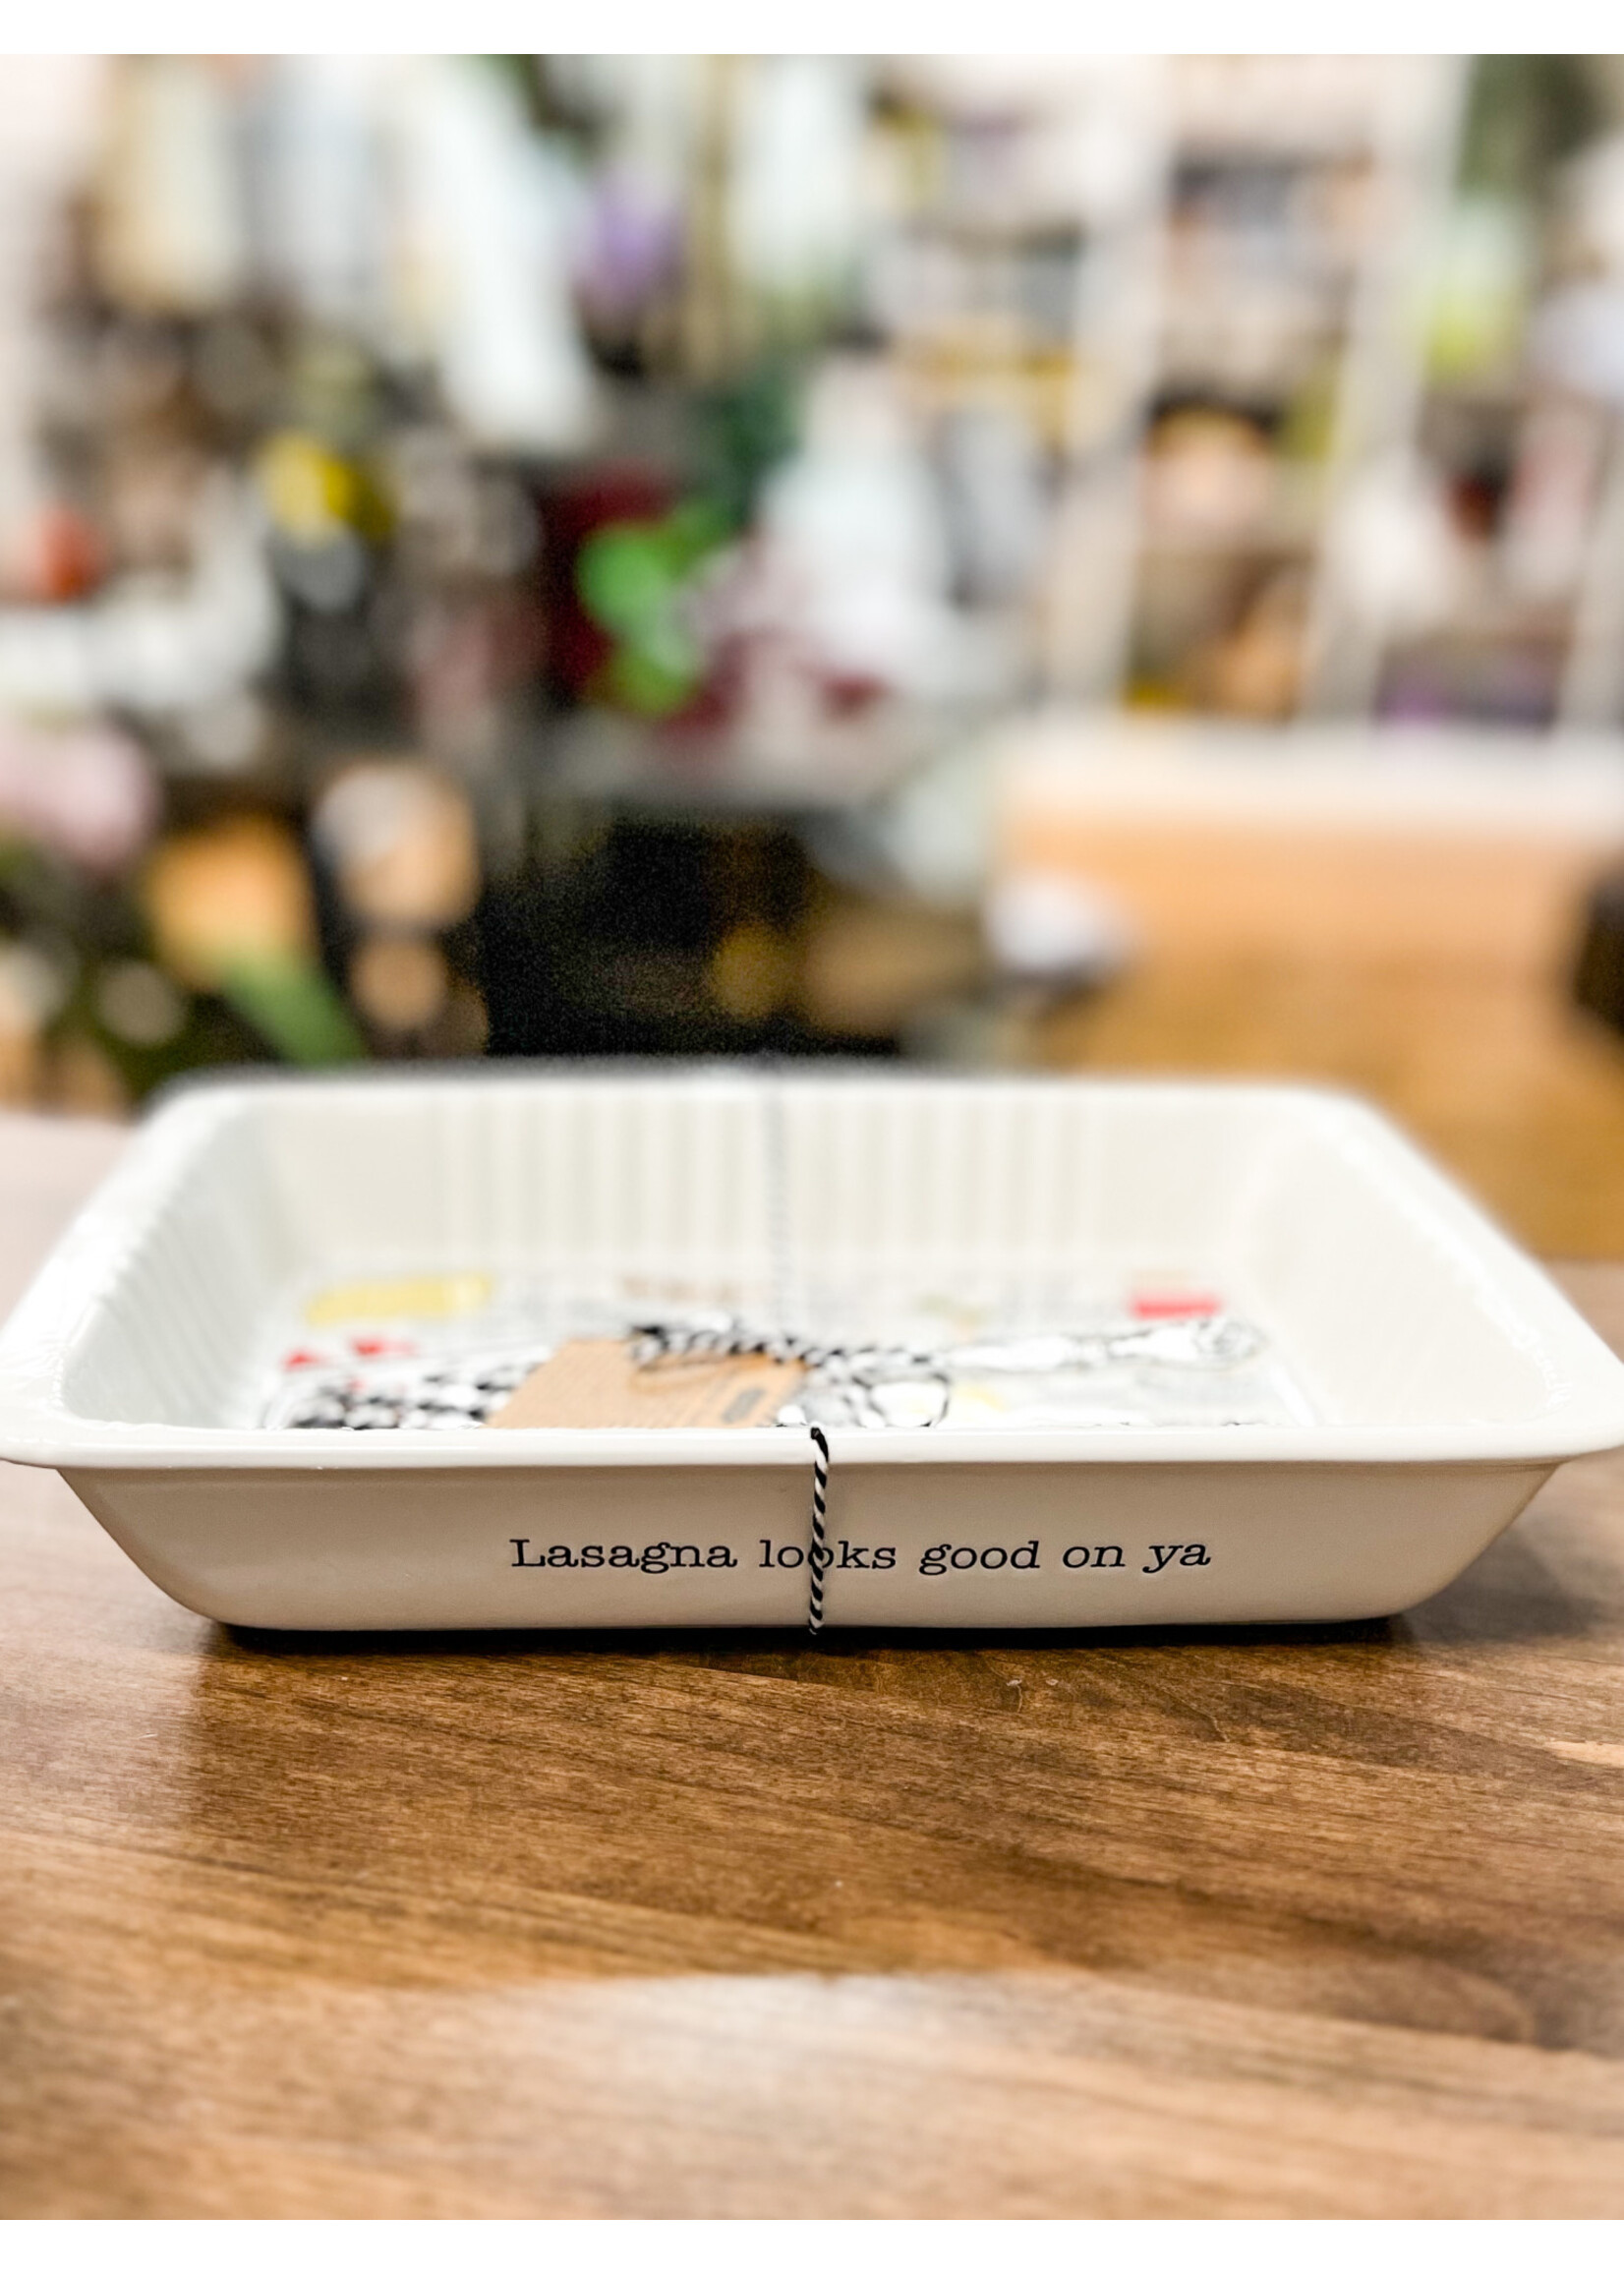 Lasagna looks good on ya